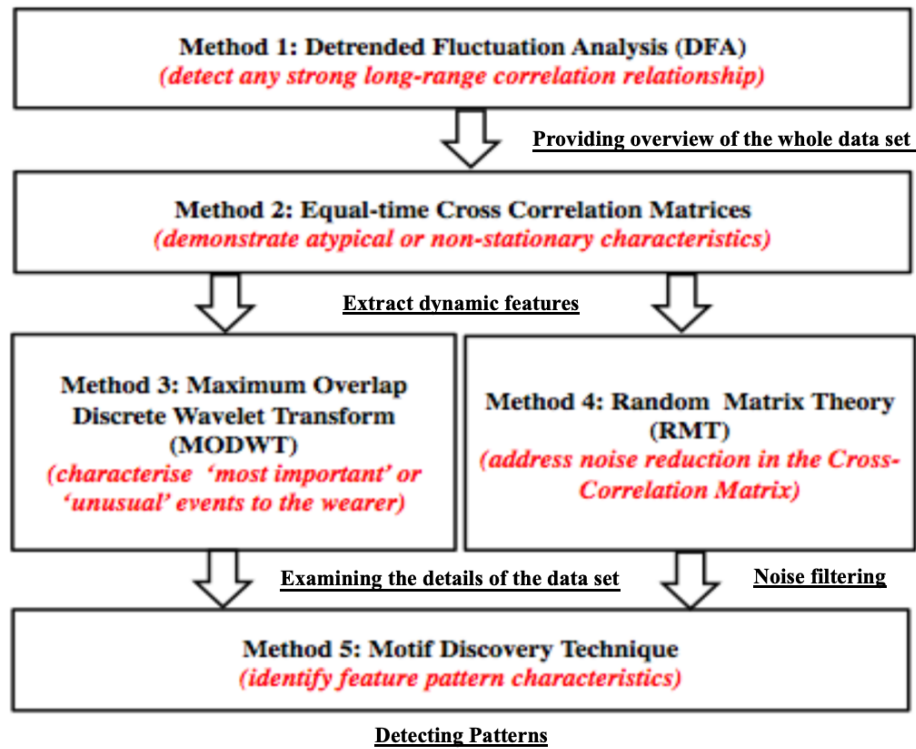 Method 1: Detrended Fluctuation Analysis (DFA)
(detect any strong long-range correlation relationship)
Providing overview of the whole data set
Method 2: Equal-time Cross Correlation Matrices
(demonstrate atypical or non-stationary characteristics)
Extract dynamic features
Method 3: Maximum Overlap
Discrete Wavelet Transform
(MODWT)
(characterise ‘most important’ or
‘unusual’ events to the wearer)
Method 4: Random Matrix Theory
(RMT)
(address noise reduction in the Cross-
Correlation Matrix)
Examining the details of the data set
Noise filtering
Method 5: Motif Discovery Technique
(identify feature pattern characteristics)
Detecting Patterns